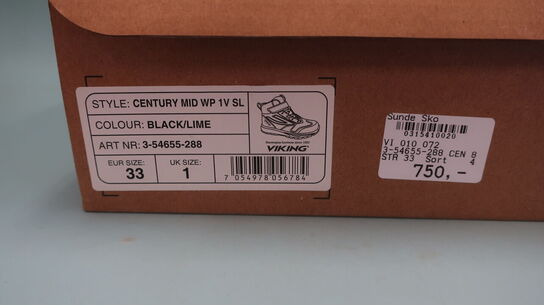 STYLE: CENTURY MID WP 1V SL
COLOUR: BLACK/LIME
ART NR: 3-54655-288
EUR SIZE: UK SIZE:
33 1
VIKING
7 054978 056784
Sunde Sko
0315410020
VI 010 072
3-54655-288 CEN 8
STR 33 Sort 4
750,-